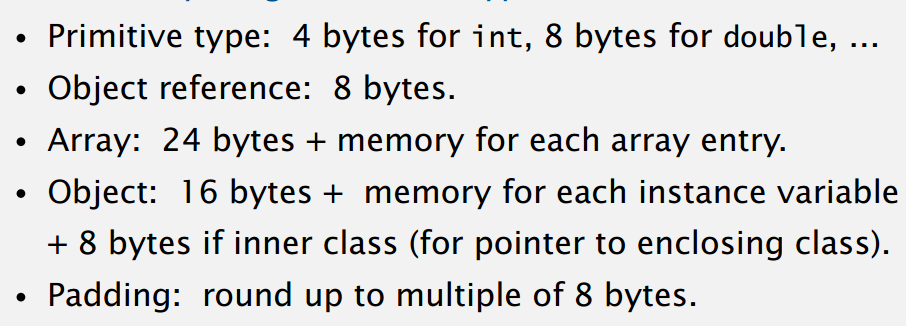 • Primitive type: 4 bytes for int, 8 bytes for double, ...
• Object reference: 8 bytes.
• Array: 24 bytes + memory for each array entry.
• Object: 16 bytes + memory for each instance variable
+ 8 bytes if inner class (for pointer to enclosing class).
• Padding: round up to multiple of 8 bytes.